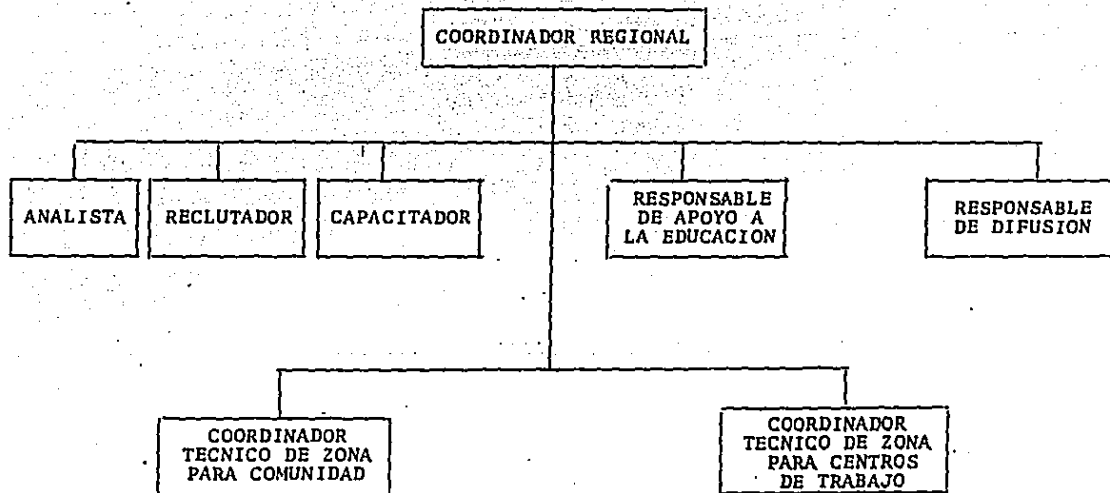 COORDINADOR REGIONAL
ANALISTA
RECLUTADOR
CAPACITADOR
RESPONSABLE
DE APOYO A
LA EDUCACION
RESPONSABLE
DE DIFUSION
COORDINADOR
TECNICO DE ZONA
PARA COMUNIDAD
COORDINADOR
TECNICO DE ZONA
PARA CENTROS
DE TRABAJO